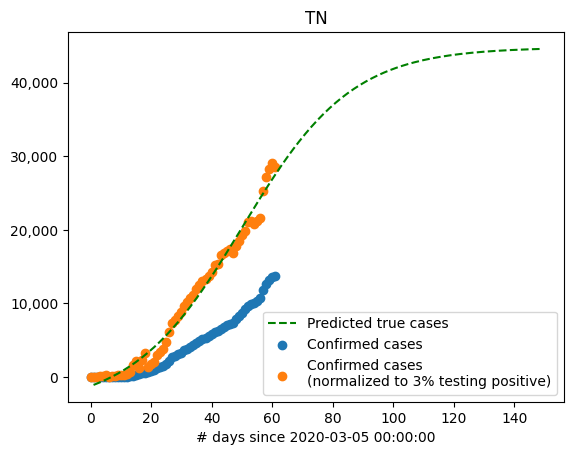 TN
40,000
30,000
20,000
10,000
0
0 20 40 60 80 100 120 140
# days since 2020-03-05 00:00:00
Predicted true cases
Confirmed cases
Confirmed cases
(normalized to 3% testing positive)